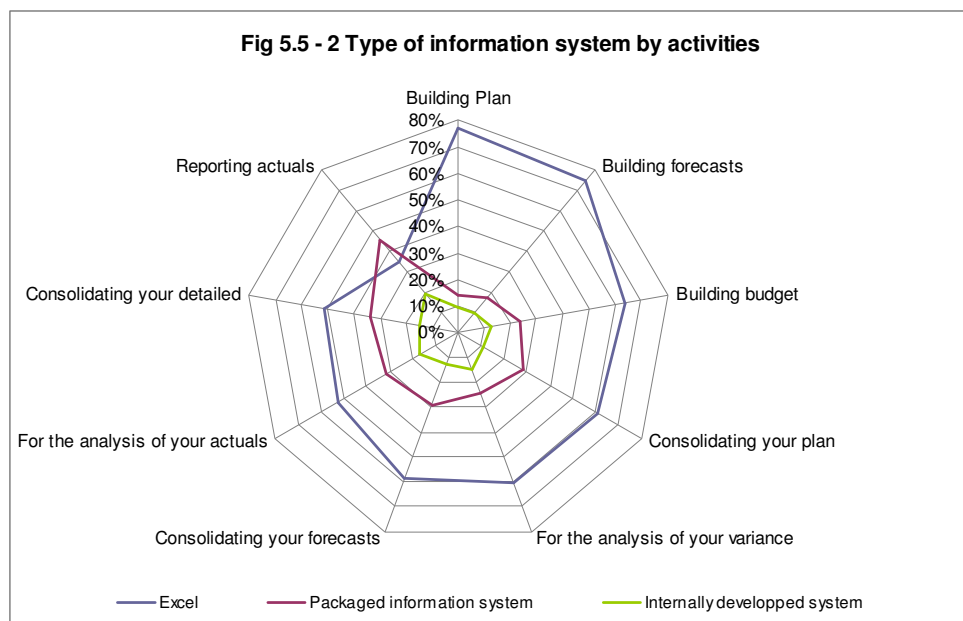 Fig 5.5 - 2 Type of information system by activities
Building Plan
80%
70%
60%
50%
40%
30%
20%
10%
0%
Building forecasts
Building budget
Consolidating your plan
For the analysis of your variance
Consolidating your forecasts
For the analysis of your actuals
Consolidating your detailed
Reporting actuals
Excel
Packaged information system
Internally developped system